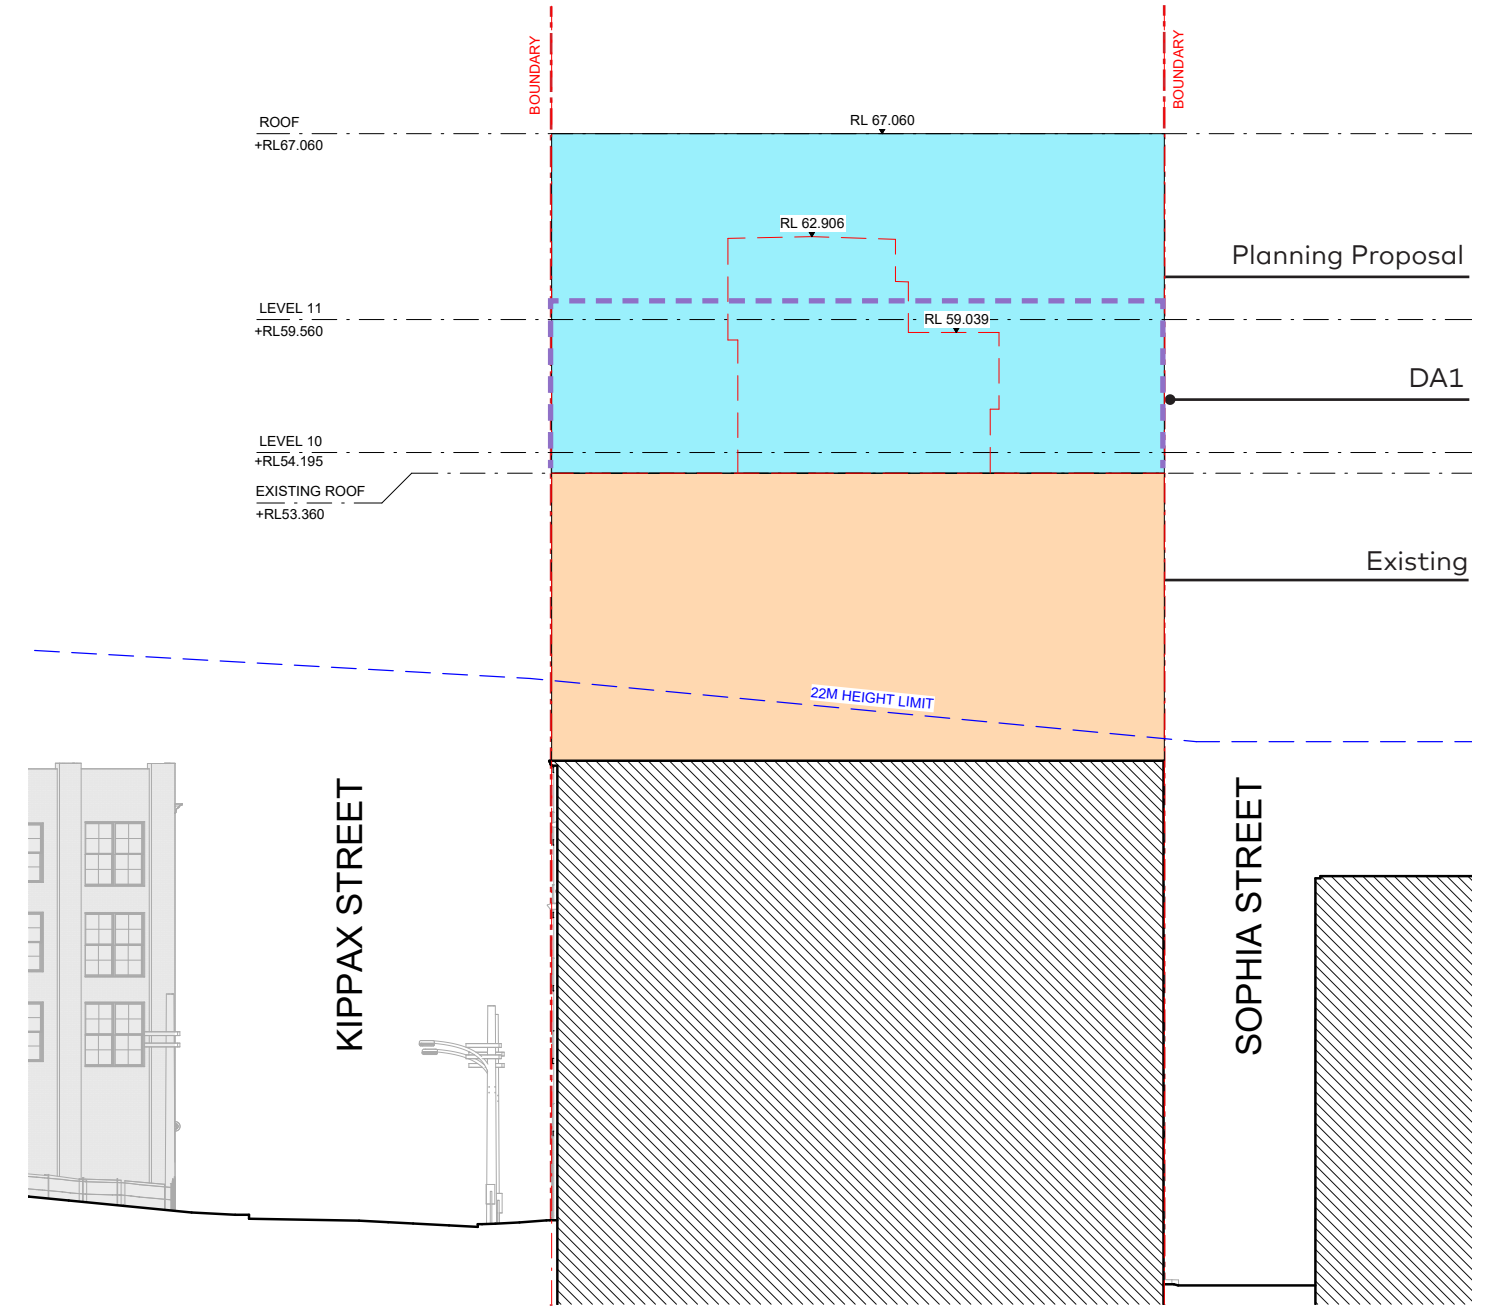 BOUNDARY
BOUNDARY
ROOF
+RL67.060
RL 67.060
RL 62.906
Planning Proposal
LEVEL 11
+RL59.560
RL 59.039
DA1
LEVEL 10
+RL54.195
EXISTING ROOF
+RL53.360
Existing
22M HEIGHT LIMIT
KIPPAX STREET
SOPHIA STREET